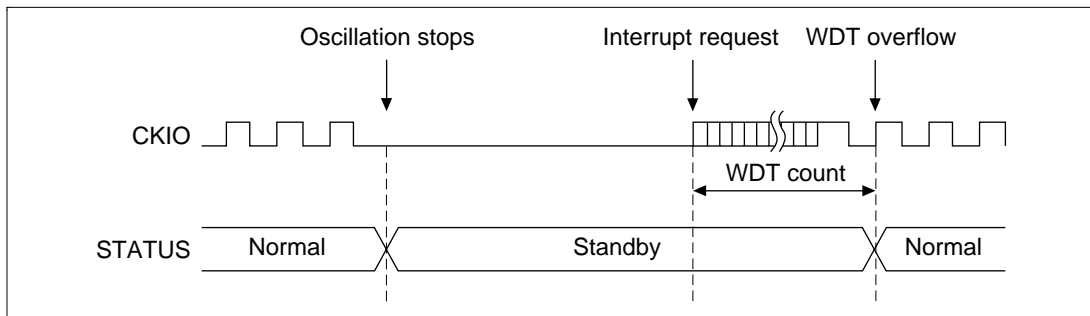 Oscillation stops Interrupt request WDT overflow
CKIO
WDT count
STATUS Normal Standby Normal